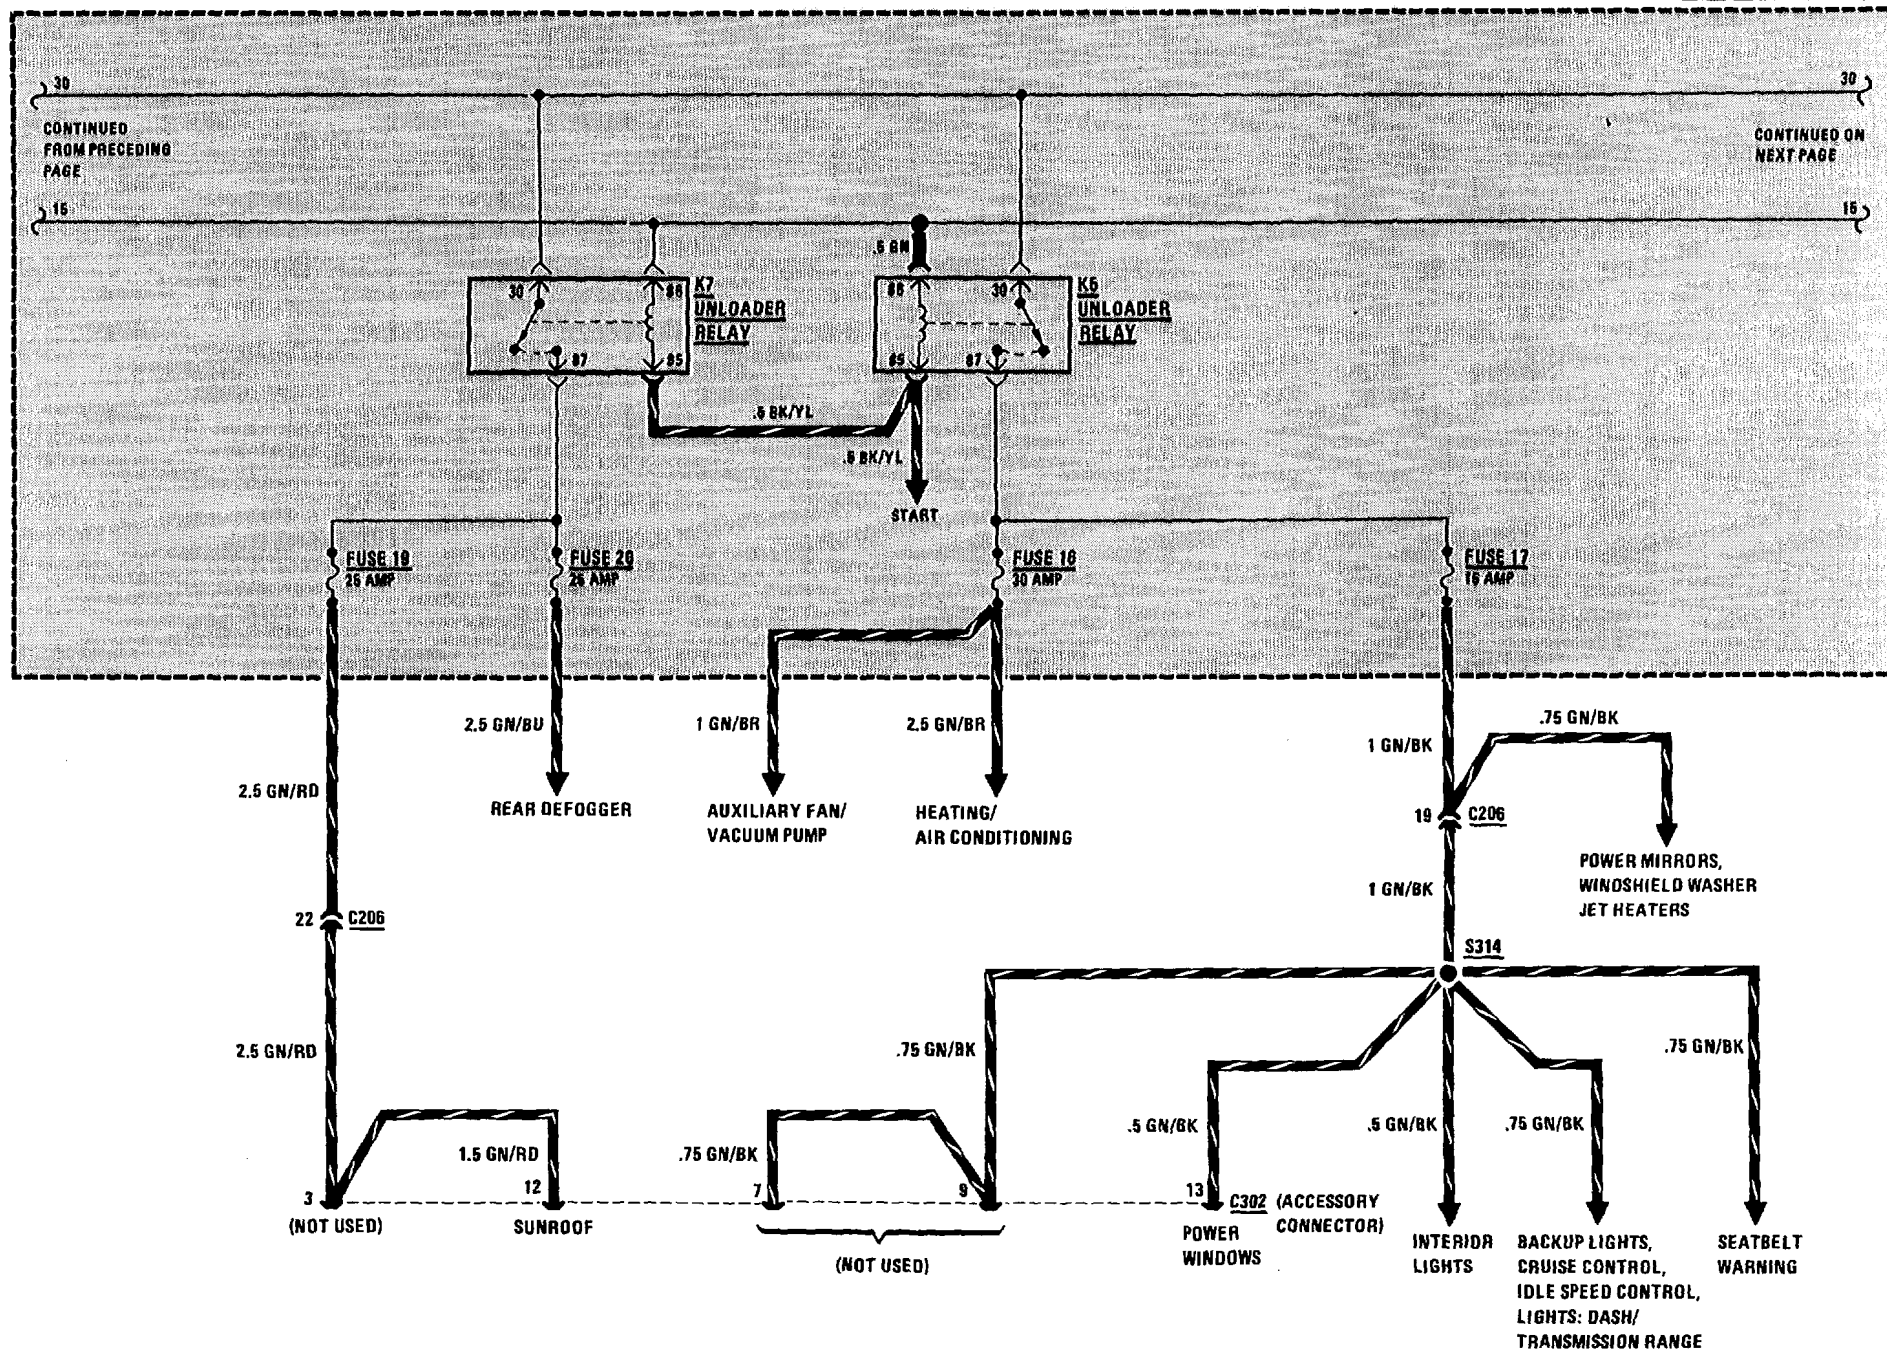 30
30
CONTINUED
FROM PRECEDING
PAGE
CONTINUED ON
NEXT PAGE
15
15
.5 GN
30
86
K7
UNLOADER
RELAY
87
85
86
30
K6
UNLOADER
RELAY
85
87
.5 BK/YL
.5 BK/YL
START
FUSE 19
25 AMP
FUSE 20
25 AMP
FUSE 18
30 AMP
FUSE 17
15 AMP
2.5 GN/BU
1 GN/BR
2.5 GN/BR
1 GN/BK
.75 GN/BK
2.5 GN/RD
REAR DEFOGGER
AUXILIARY FAN/
VACUUM PUMP
HEATING/
AIR CONDITIONING
19
C206
POWER MIRRORS,
WINDSHIELD WASHER
JET HEATERS
1 GN/BK
22
C206
S314
2.5 GN/RD
.75 GN/BK
.75 GN/BK
1.5 GN/RD
.75 GN/BK
.5 GN/BK
.5 GN/BK
.75 GN/BK
3
12
7
9
13
C302 (ACCESSORY
CONNECTOR)
(NOT USED)
SUNROOF
(NOT USED)
POWER
WINDOWS
INTERIOR
LIGHTS
BACKUP LIGHTS,
CRUISE CONTROL,
IDLE SPEED CONTROL,
LIGHTS: DASH/
TRANSMISSION RANGE
SEATBELT
WARNING